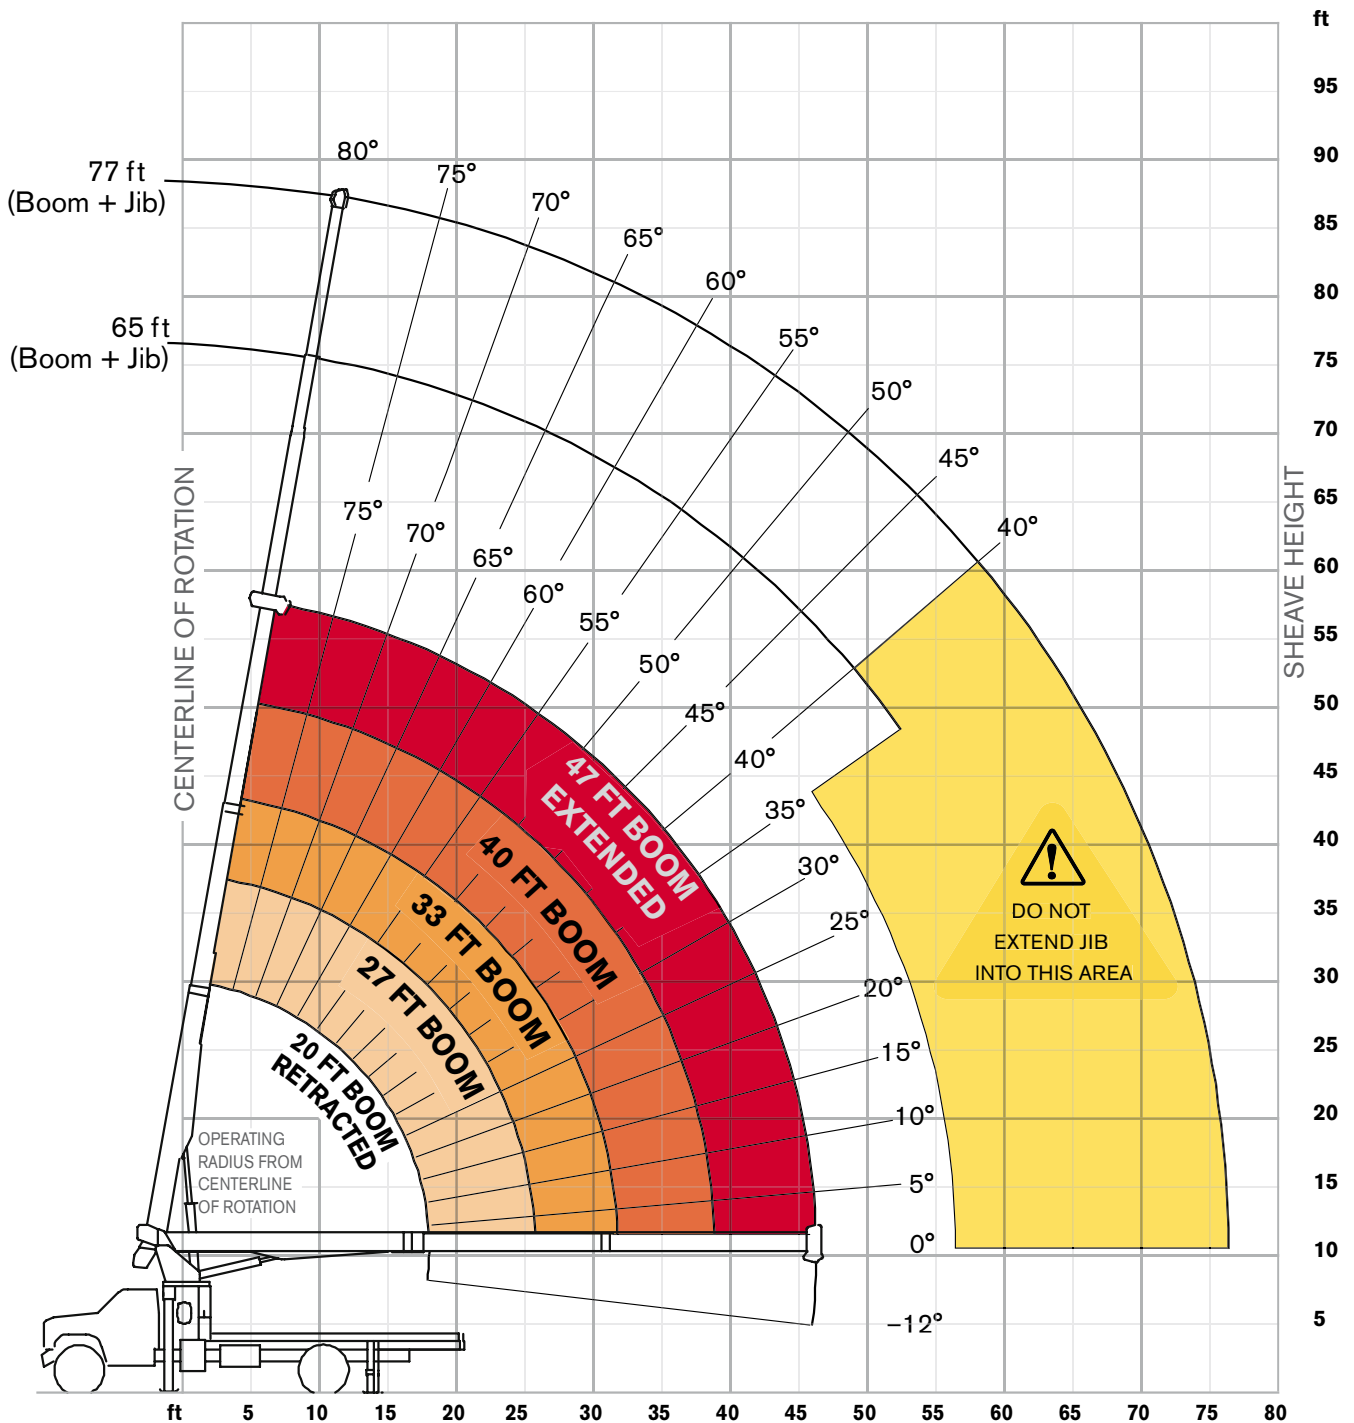 ft
95
90
85
80
75
70
65
60
55
50
45
40
35
30
25
20
15
10
5
SHEAVE HEIGHT
77 ft
(Boom + Jib)
65 ft
(Boom + Jib)
CENTERLINE OF ROTATION
80°
75°
70°
65°
60°
55°
50°
45°
40°
75°
70°
65°
60°
55°
50°
45°
40°
35°
30°
25°
20°
15°
10°
5°
0°
−12°
47 FT BOOM
EXTENDED
40 FT BOOM
33 FT BOOM
27 FT BOOM
20 FT BOOM
RETRACTED
OPERATING
RADIUS FROM
CENTERLINE
OF ROTATION
DO NOT
EXTEND JIB
INTO THIS AREA
ft 5 10 15 20 25 30 35 40 45 50 55 60 65 70 75 80